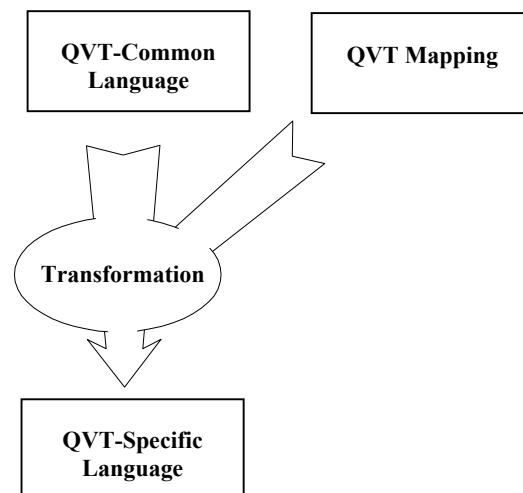 QVT-Common
Language
QVT Mapping
Transformation
QVT-Specific
Language